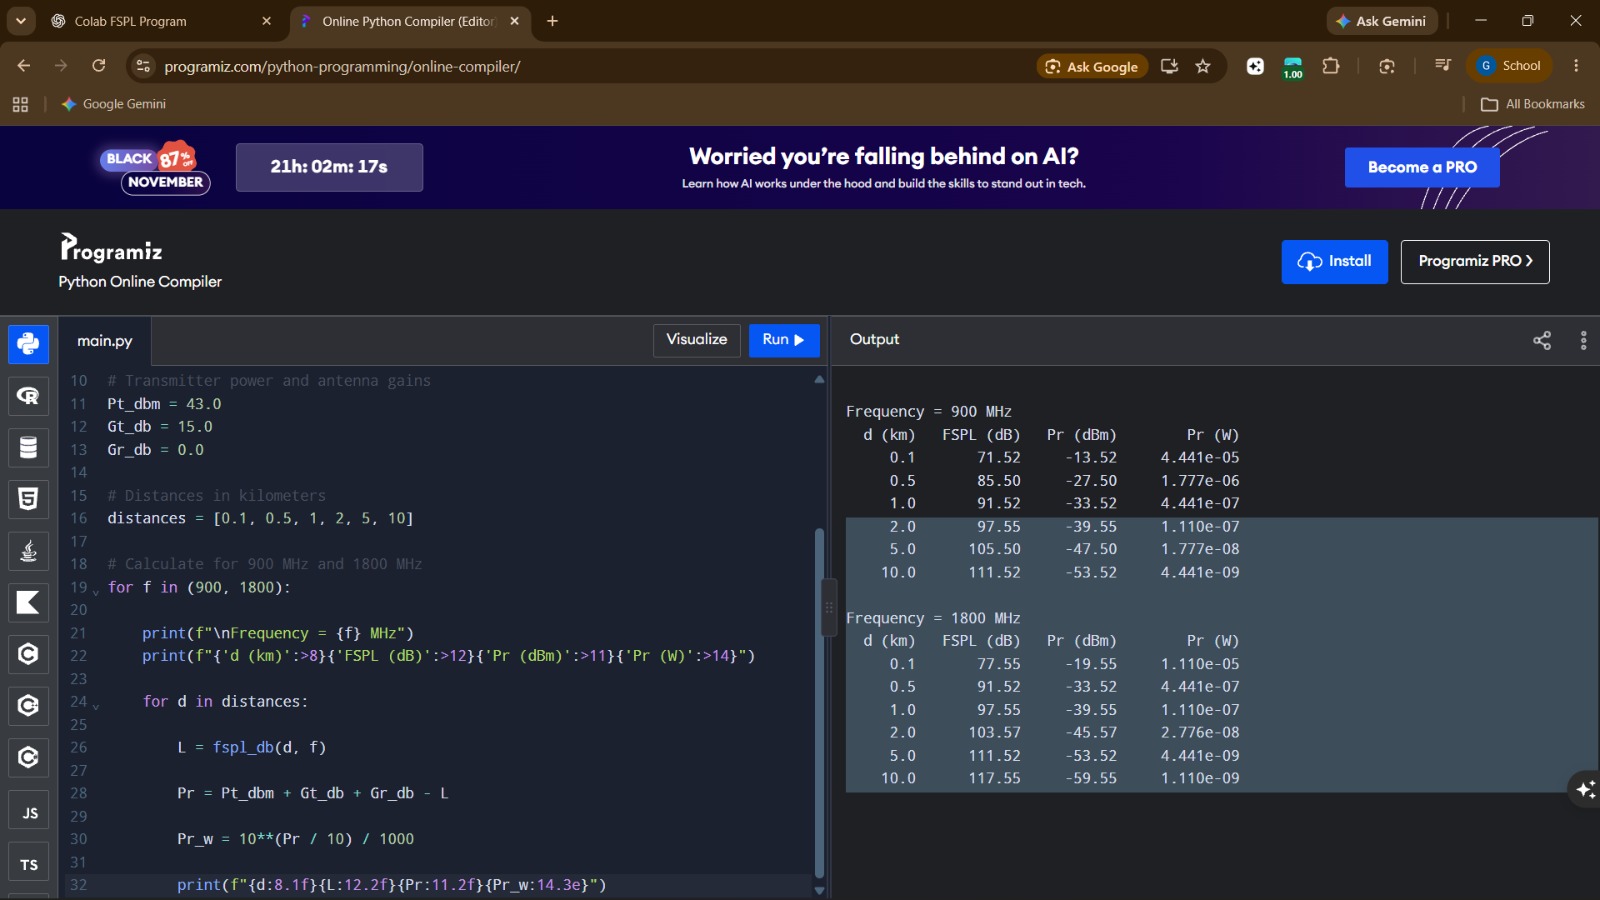 Colab FSPL Program
Online Python Compiler (Editor
Ask Gemini
programiz.com/python-programming/online-compiler/
Ask Google
1.00
G School
Google Gemini
All Bookmarks
BLACK 87% OFF
NOVEMBER
21h: 02m: 17s
Worried you're falling behind on AI?
Learn how AI works under the hood and build the skills to stand out in tech.
Become a PRO
Programiz
Python Online Compiler
Install
Programiz PRO >
main.py
Visualize
Run
Output
10 # Transmitter power and antenna gains
11 Pt_dbm = 43.0
12 Gt_db = 15.0
13 Gr_db = 0.0
14
15 # Distances in kilometers
16 distances = [0.1, 0.5, 1, 2, 5, 10]
17
18 # Calculate for 900 MHz and 1800 MHz
19 for f in (900, 1800):
20
21     print(f"\nFrequency = {f} MHz")
22     print(f"{'d (km)':>8}{'FSPL (dB)':>12}{'Pr (dBm)':>11}{'Pr (W)':>14}")
23
24     for d in distances:
25
26         L = fspl_db(d, f)
27
28         Pr = Pt_dbm + Gt_db + Gr_db - L
29
30         Pr_w = 10**(Pr / 10) / 1000
31
32         print(f"{d:8.1f}{L:12.2f}{Pr:11.2f}{Pr_w:14.3e}")
R
5
C
C
C
JS
TS
Frequency = 900 MHz
d (km) FSPL (dB) Pr (dBm) Pr (W)
0.1 71.52 -13.52 4.441e-05
0.5 85.50 -27.50 1.777e-06
1.0 91.52 -33.52 4.441e-07
2.0 97.55 -39.55 1.110e-07
5.0 105.50 -47.50 1.777e-08
10.0 111.52 -53.52 4.441e-09
Frequency = 1800 MHz
d (km) FSPL (dB) Pr (dBm) Pr (W)
0.1 77.55 -19.55 1.110e-05
0.5 91.52 -33.52 4.441e-07
1.0 97.55 -39.55 1.110e-07
2.0 103.57 -45.57 2.776e-08
5.0 111.52 -53.52 4.441e-09
10.0 117.55 -59.55 1.110e-09